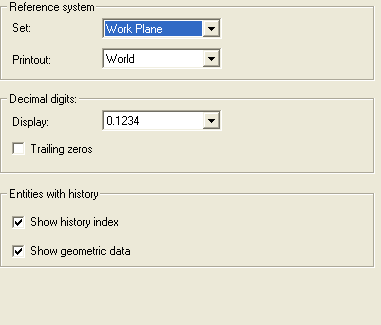 Reference system
Set: Work Plane
Printout: World
Decimal digits:
Display: 0.1234
Trailing zeros
Entities with history
Show history index
Show geometric data